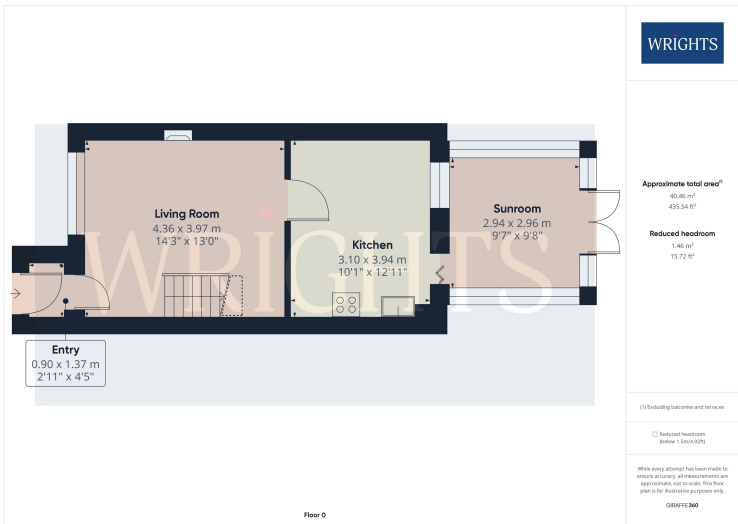 WRIGHTS
Approximate total area(1)
40.46 m²
435.54 ft²
Reduced headroom
1.46 m²
15.72 ft²
Living Room
4.36 x 3.97 m
14'3" x 13'0"
Kitchen
3.10 x 3.94 m
10'1" x 12'11"
Sunroom
2.94 x 2.96 m
9'7" x 9'8"
WRIGHTS
Entry
0.90 x 1.37 m
2'11" x 4'5"
(1) Excluding balconies and terraces
Reduced headroom
(below 1.5m/4.92ft)
While every attempt has been made to
ensure accuracy, all measurements are
approximate, not to scale. This floor
plan is for illustrative purposes only.
GIRAFFE360
Floor 0